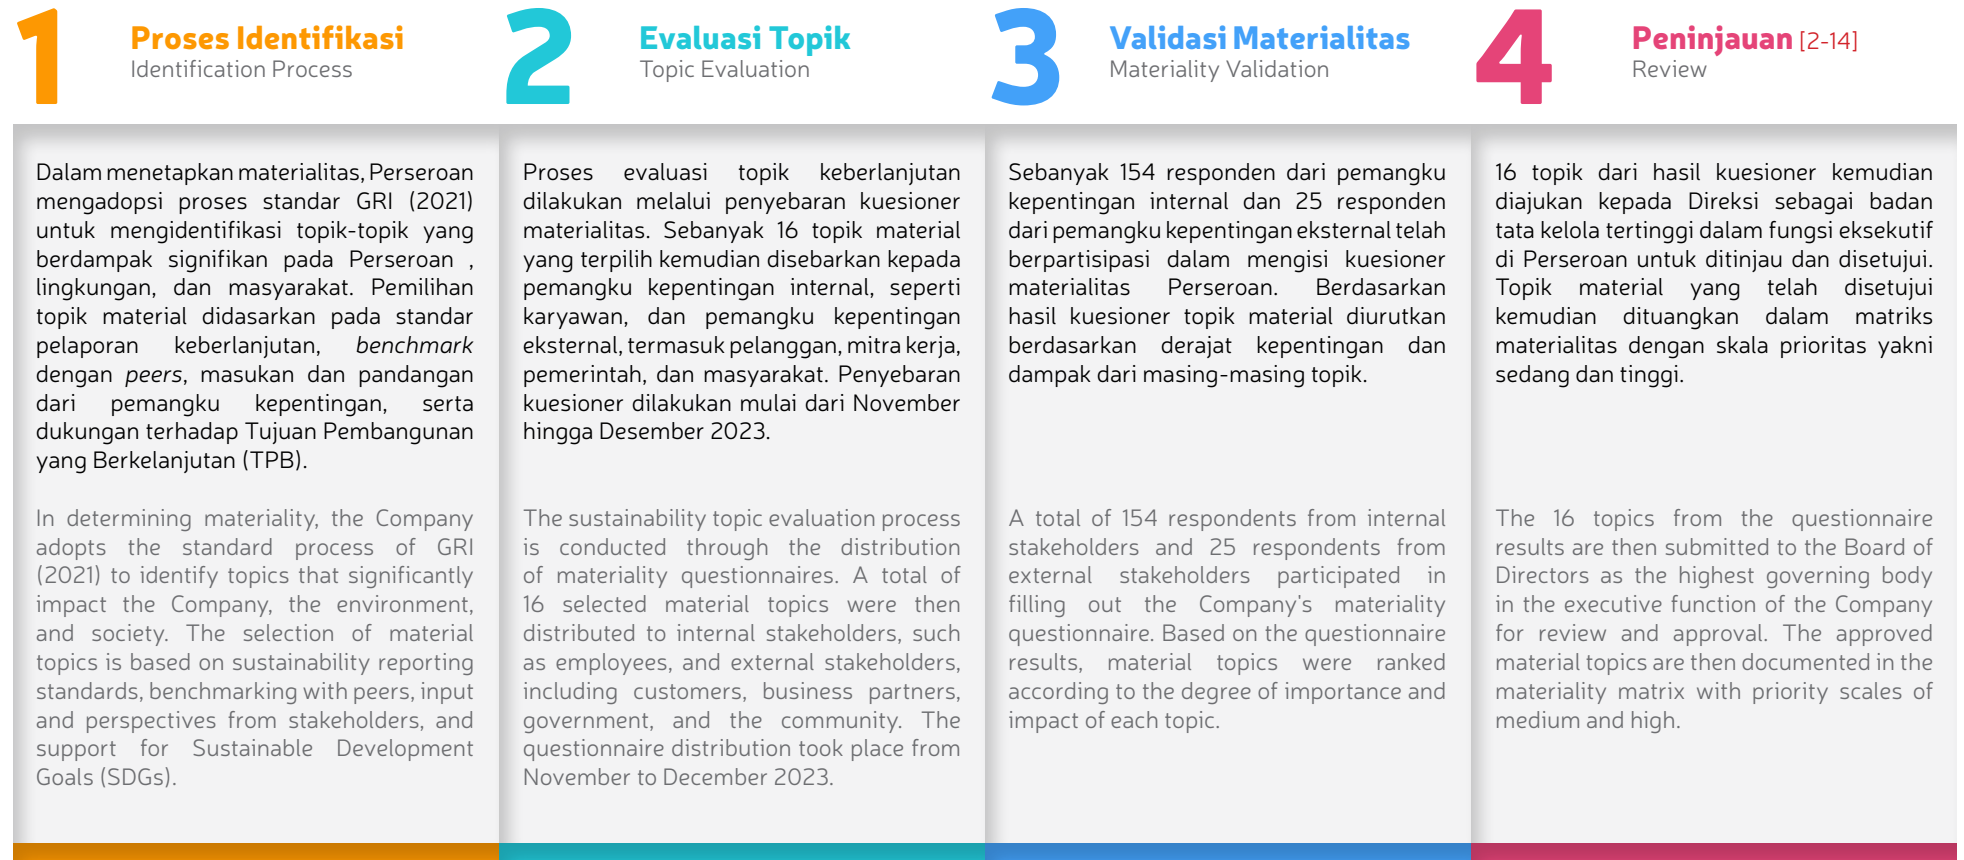 1
Proses Identifikasi
Identification Process
Dalam menetapkan materialitas, Perseroan
mengadopsi proses standar GRI (2021)
untuk mengidentifikasi topik-topik yang
berdampak signifikan pada Perseroan ,
lingkungan, dan masyarakat. Pemilihan
topik material didasarkan pada standar
pelaporan keberlanjutan, benchmark
dengan peers, masukan dan pandangan
dari pemangku kepentingan, serta
dukungan terhadap Tujuan Pembangunan
yang Berkelanjutan (TPB).
In determining materiality, the Company
adopts the standard process of GRI
(2021) to identify topics that significantly
impact the Company, the environment,
and society. The selection of material
topics is based on sustainability reporting
standards, benchmarking with peers, input
and perspectives from stakeholders, and
support for Sustainable Development
Goals (SDGs).
2
Evaluasi Topik
Topic Evaluation
Proses evaluasi topik keberlanjutan
dilakukan melalui penyebaran kuesioner
materialitas. Sebanyak 16 topik material
yang terpilih kemudian disebarkan kepada
pemangku kepentingan internal, seperti
karyawan, dan pemangku kepentingan
eksternal, termasuk pelanggan, mitra kerja,
pemerintah, dan masyarakat. Penyebaran
kuesioner dilakukan mulai dari November
hingga Desember 2023.
The sustainability topic evaluation process
is conducted through the distribution
of materiality questionnaires. A total of
16 selected material topics were then
distributed to internal stakeholders, such
as employees, and external stakeholders,
including customers, business partners,
government, and the community. The
questionnaire distribution took place from
November to December 2023.
3
Validasi Materialitas
Materiality Validation
Sebanyak 154 responden dari pemangku
kepentingan internal dan 25 responden
dari pemangku kepentingan eksternal telah
berpartisipasi dalam mengisi kuesioner
materialitas Perseroan. Berdasarkan
hasil kuesioner topik material diurutkan
berdasarkan derajat kepentingan dan
dampak dari masing-masing topik.
A total of 154 respondents from internal
stakeholders and 25 respondents from
external stakeholders participated in
filling out the Company's materiality
questionnaire. Based on the questionnaire
results, material topics were ranked
according to the degree of importance and
impact of each topic.
4
Peninjauan [2-14]
Review
16 topik dari hasil kuesioner kemudian
diajukan kepada Direksi sebagai badan
tata kelola tertinggi dalam fungsi eksekutif
di Perseroan untuk ditinjau dan disetujui.
Topik material yang telah disetujui
kemudian dituangkan dalam matriks
materialitas dengan skala prioritas yakni
sedang dan tinggi.
The 16 topics from the questionnaire
results are then submitted to the Board of
Directors as the highest governing body
in the executive function of the Company
for review and approval. The approved
material topics are then documented in the
materiality matrix with priority scales of
medium and high.